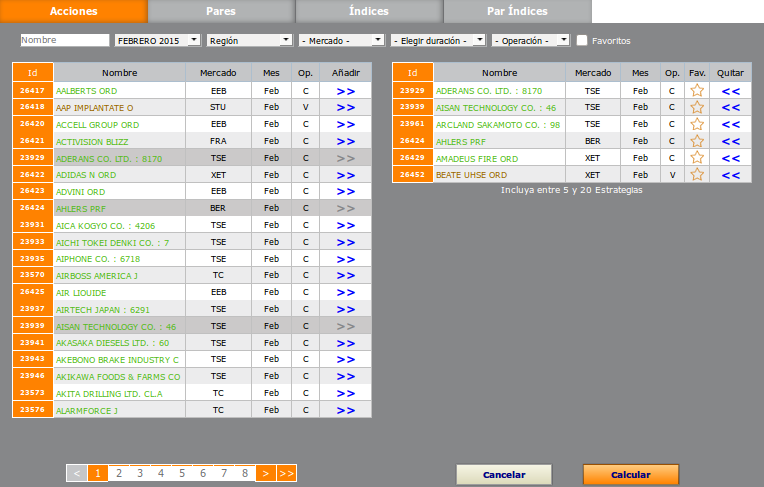 Acciones Pares Índices Par Índices
Nombre FEBRERO 2015 Región - Mercado - - Elegir duración - - Operación - Favoritos
Id Nombre Mercado Mes Op. Añadir
26417 AALBERTS ORD EEB Feb C >>
26418 AAP IMPLANTATE O STU Feb V >>
26420 ACCELL GROUP ORD EEB Feb C >>
26421 ACTIVISION BLIZZ FRA Feb C >>
23929 ADERANS CO. LTD. : 8170 TSE Feb C >>
26422 ADIDAS N ORD XET Feb C >>
26423 ADVINI ORD EEB Feb C >>
26424 AHLERS PRF BER Feb C >>
23931 AICA KOGYO CO. : 4206 TSE Feb C >>
23933 AICHI TOKEI DENKI CO. : 7 TSE Feb C >>
23935 AIPHONE CO. : 6718 TSE Feb C >>
23570 AIRBOSS AMERICA J TC Feb C >>
26425 AIR LIQUIDE EEB Feb C >>
23937 AIRTECH JAPAN : 6291 TSE Feb C >>
23939 AISAN TECHNOLOGY CO. : 46 TSE Feb C >>
23941 AKASAKA DIESELS LTD. : 60 TSE Feb C >>
23943 AKEBONO BRAKE INDUSTRY C TSE Feb C >>
23946 AKIKAWA FOODS & FARMS CO TSE Feb C >>
23573 AKITA DRILLING LTD. CL.A TC Feb C >>
23576 ALARMFORCE J TC Feb C >>
Id Nombre Mercado Mes Op. Fav. Quitar
23929 ADERANS CO. LTD. : 8170 TSE Feb C <<
23939 AISAN TECHNOLOGY CO. : 46 TSE Feb C <<
23961 ARCLAND SAKAMOTO CO. : 98 TSE Feb C <<
26424 AHLERS PRF BER Feb C <<
26429 AMADEUS FIRE ORD XET Feb C <<
26452 BEATE UHSE ORD XET Feb V <<
Incluya entre 5 y 20 Estrategias
< 1 2 3 4 5 6 7 8 > >>
Cancelar Calcular